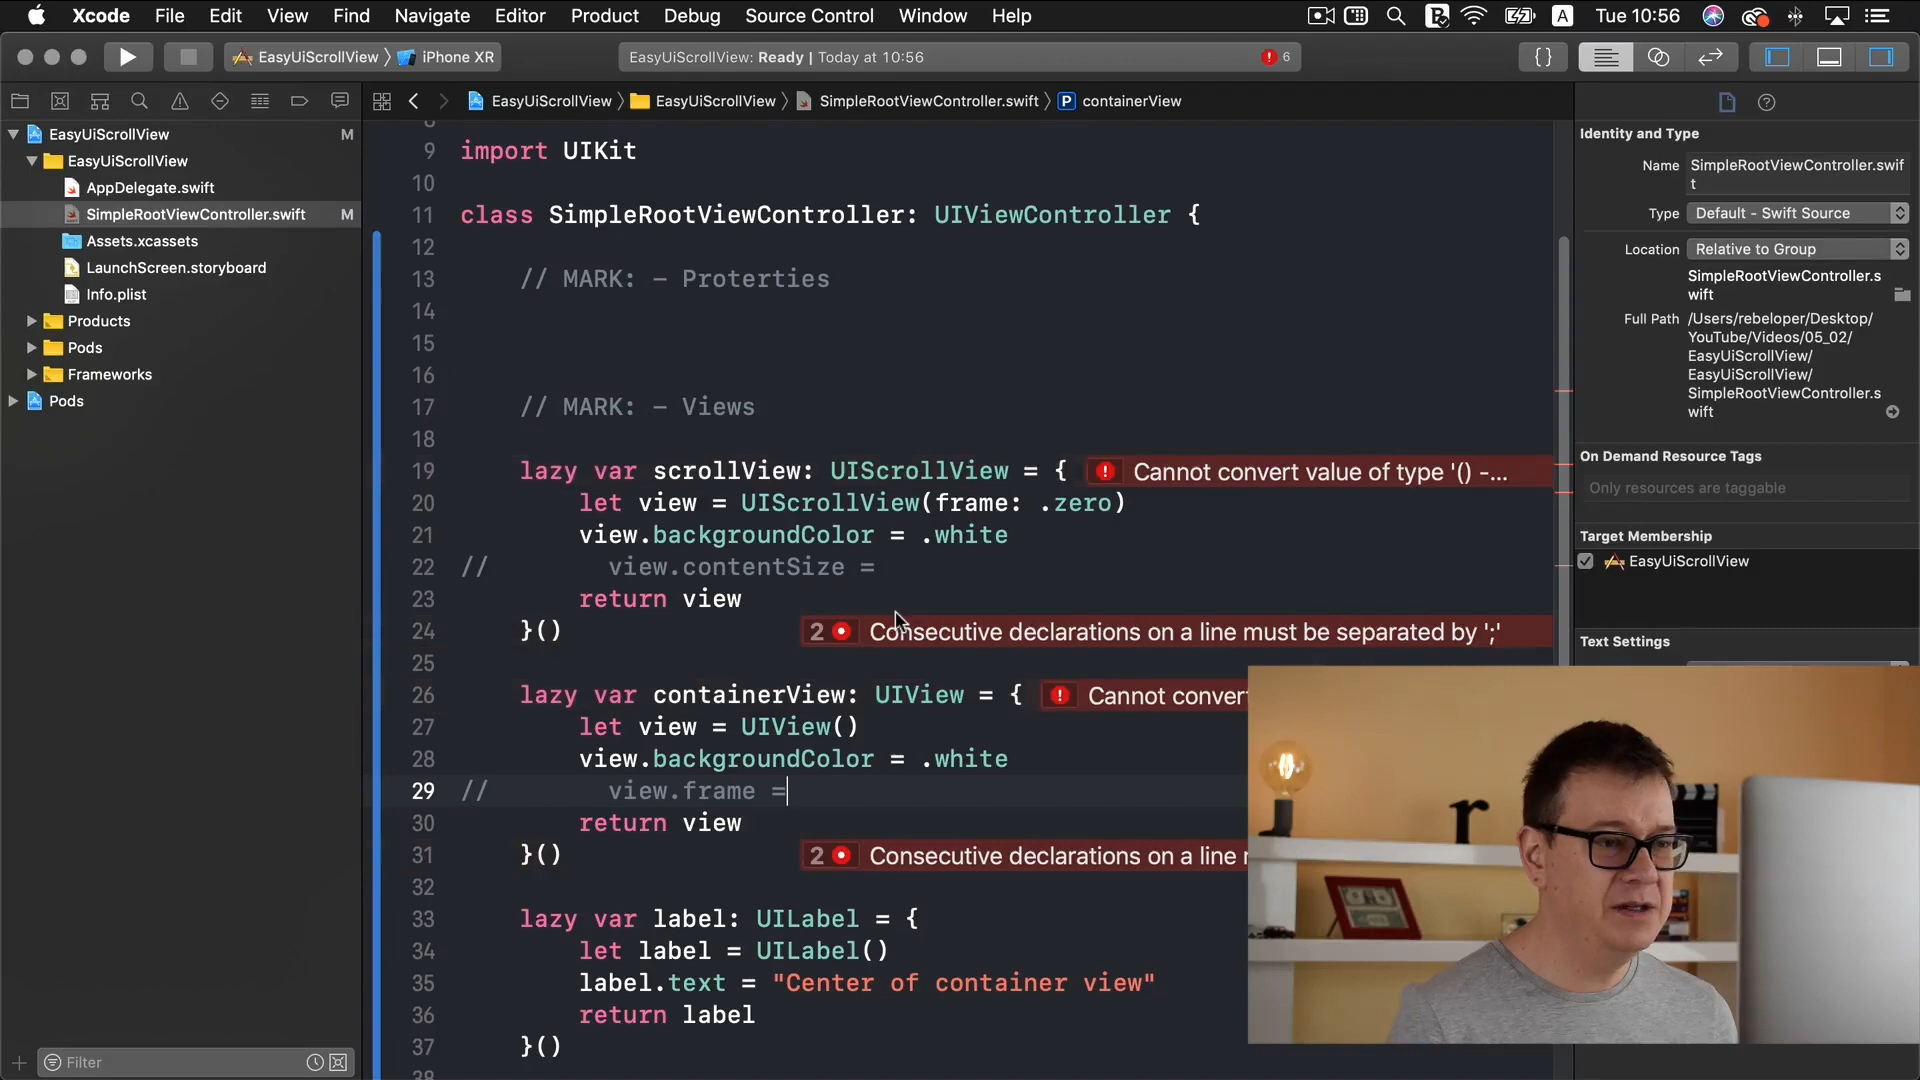 Xcode File Edit View Find Navigate Editor Product Debug Source Control Window Help A Tue 10:56
EasyUiScrollView iPhone XR EasyUiScrollView: Ready | Today at 10:56 6 {}
EasyUiScrollView EasyUiScrollView SimpleRootViewController.swift P containerView
EasyUiScrollView M
EasyUiScrollView
AppDelegate.swift
SimpleRootViewController.swift M
Assets.xcassets
LaunchScreen.storyboard
Info.plist
Products
Pods
Frameworks
Pods
Filter
9 import UIKit
10
11 class SimpleRootViewController: UIViewController {
12
13 // MARK: - Proterties
14
15
16
17 // MARK: - Views
18
19 lazy var scrollView: UIScrollView = { Cannot convert value of type '() -...
20 let view = UIScrollView(frame: .zero)
21 view.backgroundColor = .white
22 // view.contentSize =
23 return view
24 }() 2 Consecutive declarations on a line must be separated by ';'
25
26 lazy var containerView: UIView = { Cannot conver
27 let view = UIView()
28 view.backgroundColor = .white
29 // view.frame =
30 return view
31 }() 2 Consecutive declarations on a line
32
33 lazy var label: UILabel = {
34 let label = UILabel()
35 label.text = "Center of container view"
36 return label
37 }()
38
Identity and Type
Name SimpleRootViewController.swif
t
Type Default - Swift Source
Location Relative to Group
SimpleRootViewController.s
wift
Full Path /Users/rebeloper/Desktop/
YouTube/Videos/05_02/
EasyUiScrollView/
EasyUiScrollView/
SimpleRootViewController.s
wift
On Demand Resource Tags
Only resources are taggable
Target Membership
EasyUiScrollView
Text Settings
r